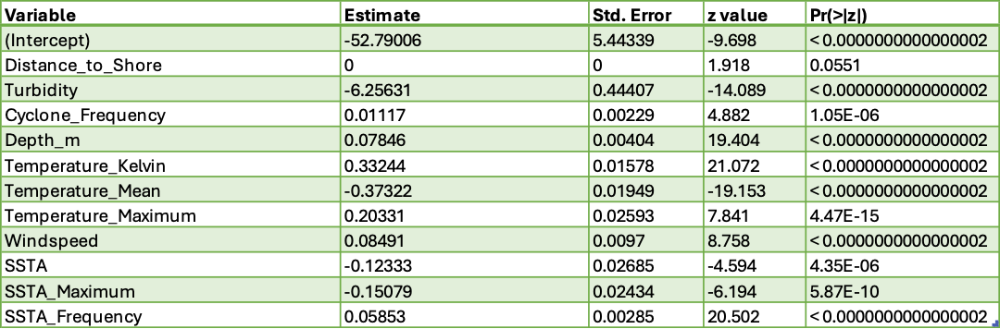 Variable Estimate Std. Error z value Pr(>|z|)
(Intercept) -52.79006 5.44339 -9.698 < 0.0000000000000002
Distance_to_Shore 0 0 1.918 0.0551
Turbidity -6.25631 0.44407 -14.089 < 0.0000000000000002
Cyclone_Frequency 0.01117 0.00229 4.882 1.05E-06
Depth_m 0.07846 0.00404 19.404 < 0.0000000000000002
Temperature_Kelvin 0.33244 0.01578 21.072 < 0.0000000000000002
Temperature_Mean -0.37322 0.01949 -19.153 < 0.0000000000000002
Temperature_Maximum 0.20331 0.02593 7.841 4.47E-15
Windspeed 0.08491 0.0097 8.758 < 0.0000000000000002
SSTA -0.12333 0.02685 -4.594 4.35E-06
SSTA_Maximum -0.15079 0.02434 -6.194 5.87E-10
SSTA_Frequency 0.05853 0.00285 20.502 < 0.0000000000000002